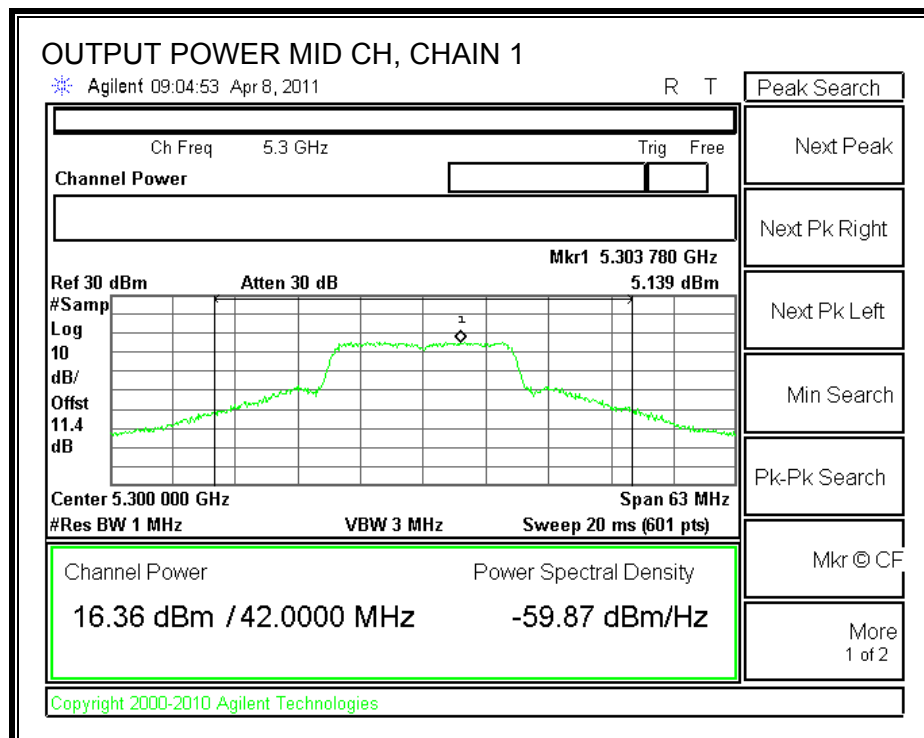 OUTPUT POWER MID CH, CHAIN 1
Agilent 09:04:53 Apr 8, 2011 R T
Peak Search
Ch Freq 5.3 GHz Trig Free
Channel Power
Mkr1 5.303 780 GHz
Ref 30 dBm Atten 30 dB 5.139 dBm
#Samp
Log
10
dB/
Offst
11.4
dB
1
Center 5.300 000 GHz Span 63 MHz
#Res BW 1 MHz VBW 3 MHz Sweep 20 ms (601 pts)
Channel Power Power Spectral Density
16.36 dBm / 42.0000 MHz -59.87 dBm/Hz
Copyright 2000-2010 Agilent Technologies
Next Peak
Next Pk Right
Next Pk Left
Min Search
Pk-Pk Search
Mkr © CF
More
1 of 2